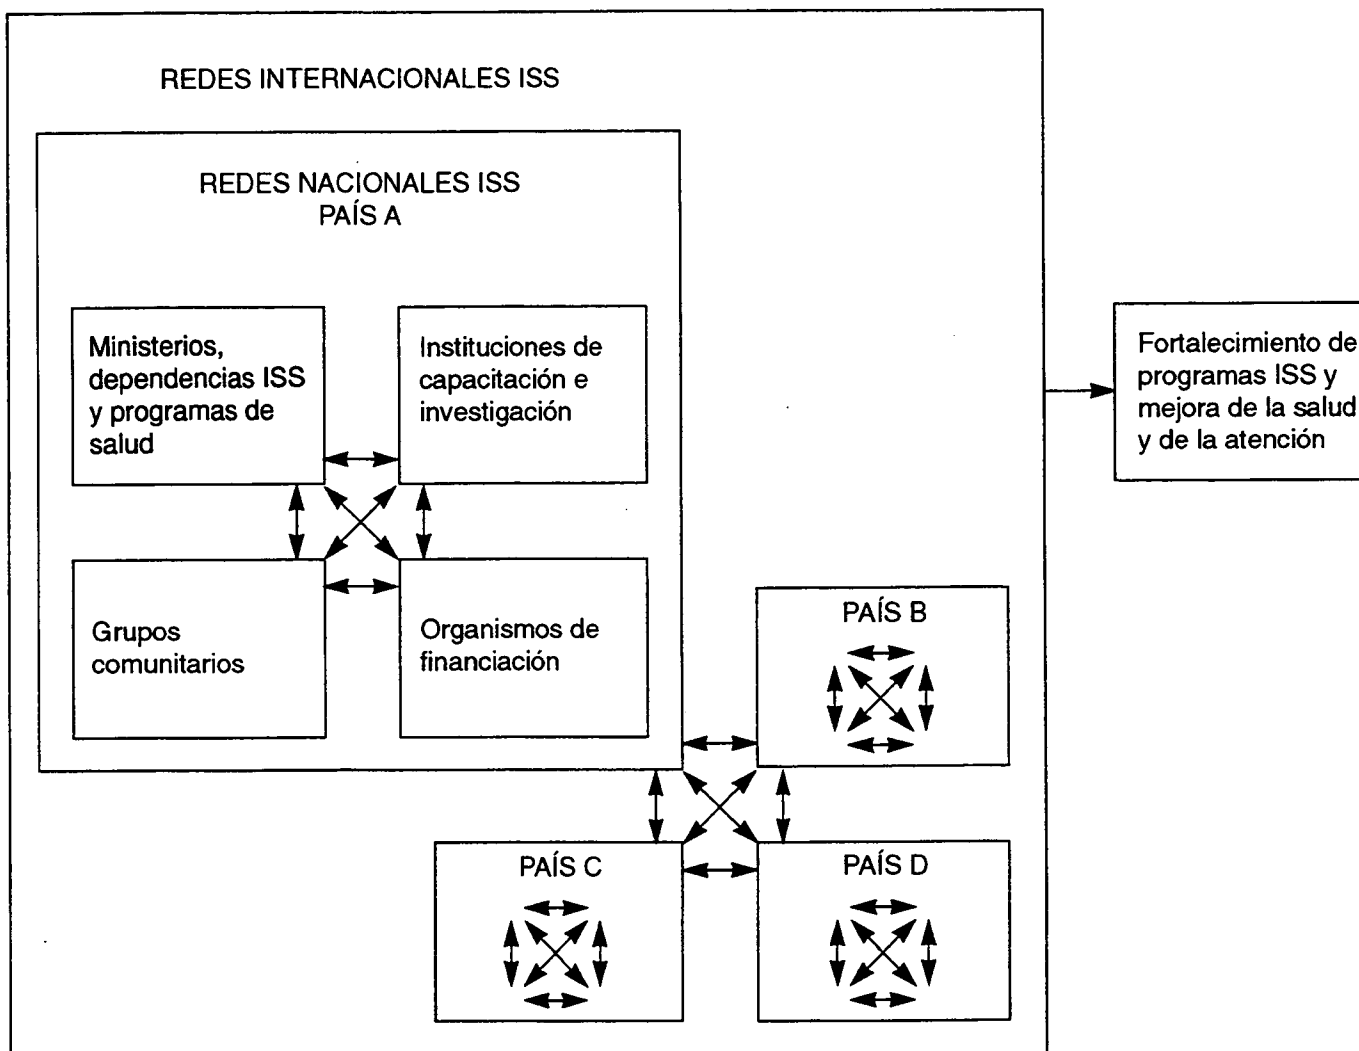 REDES INTERNACIONALES ISS
REDES NACIONALES ISS
PAÍS A
Ministerios,
dependencias ISS
y programas de
salud
Instituciones de
capacitación e
investigación
Grupos
comunitarios
Organismos de
financiación
PAÍS B
PAÍS C
PAÍS D
Fortalecimiento de
programas ISS y
mejora de la salud
y de la atención